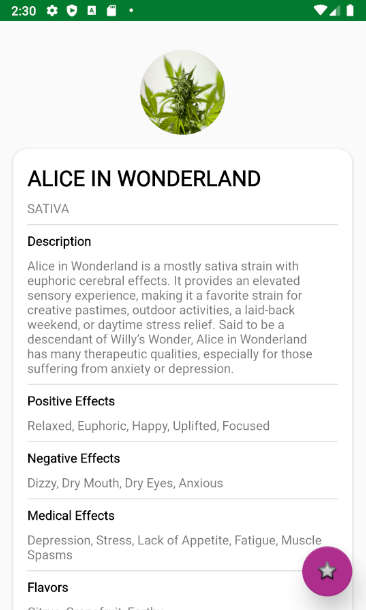 2:30
ALICE IN WONDERLAND
SATIVA
Description
Alice in Wonderland is a mostly sativa strain with
euphoric cerebral effects. It provides an elevated
sensory experience, making it a favorite strain for
creative pastimes, outdoor activities, a laid-back
weekend, or daytime stress relief. Said to be a
descendant of Willy's Wonder, Alice in Wonderland
has many therapeutic qualities, especially for those
suffering from anxiety or depression.
Positive Effects
Relaxed, Euphoric, Happy, Uplifted, Focused
Negative Effects
Dizzy, Dry Mouth, Dry Eyes, Anxious
Medical Effects
Depression, Stress, Lack of Appetite, Fatigue, Muscle
Spasms
Flavors